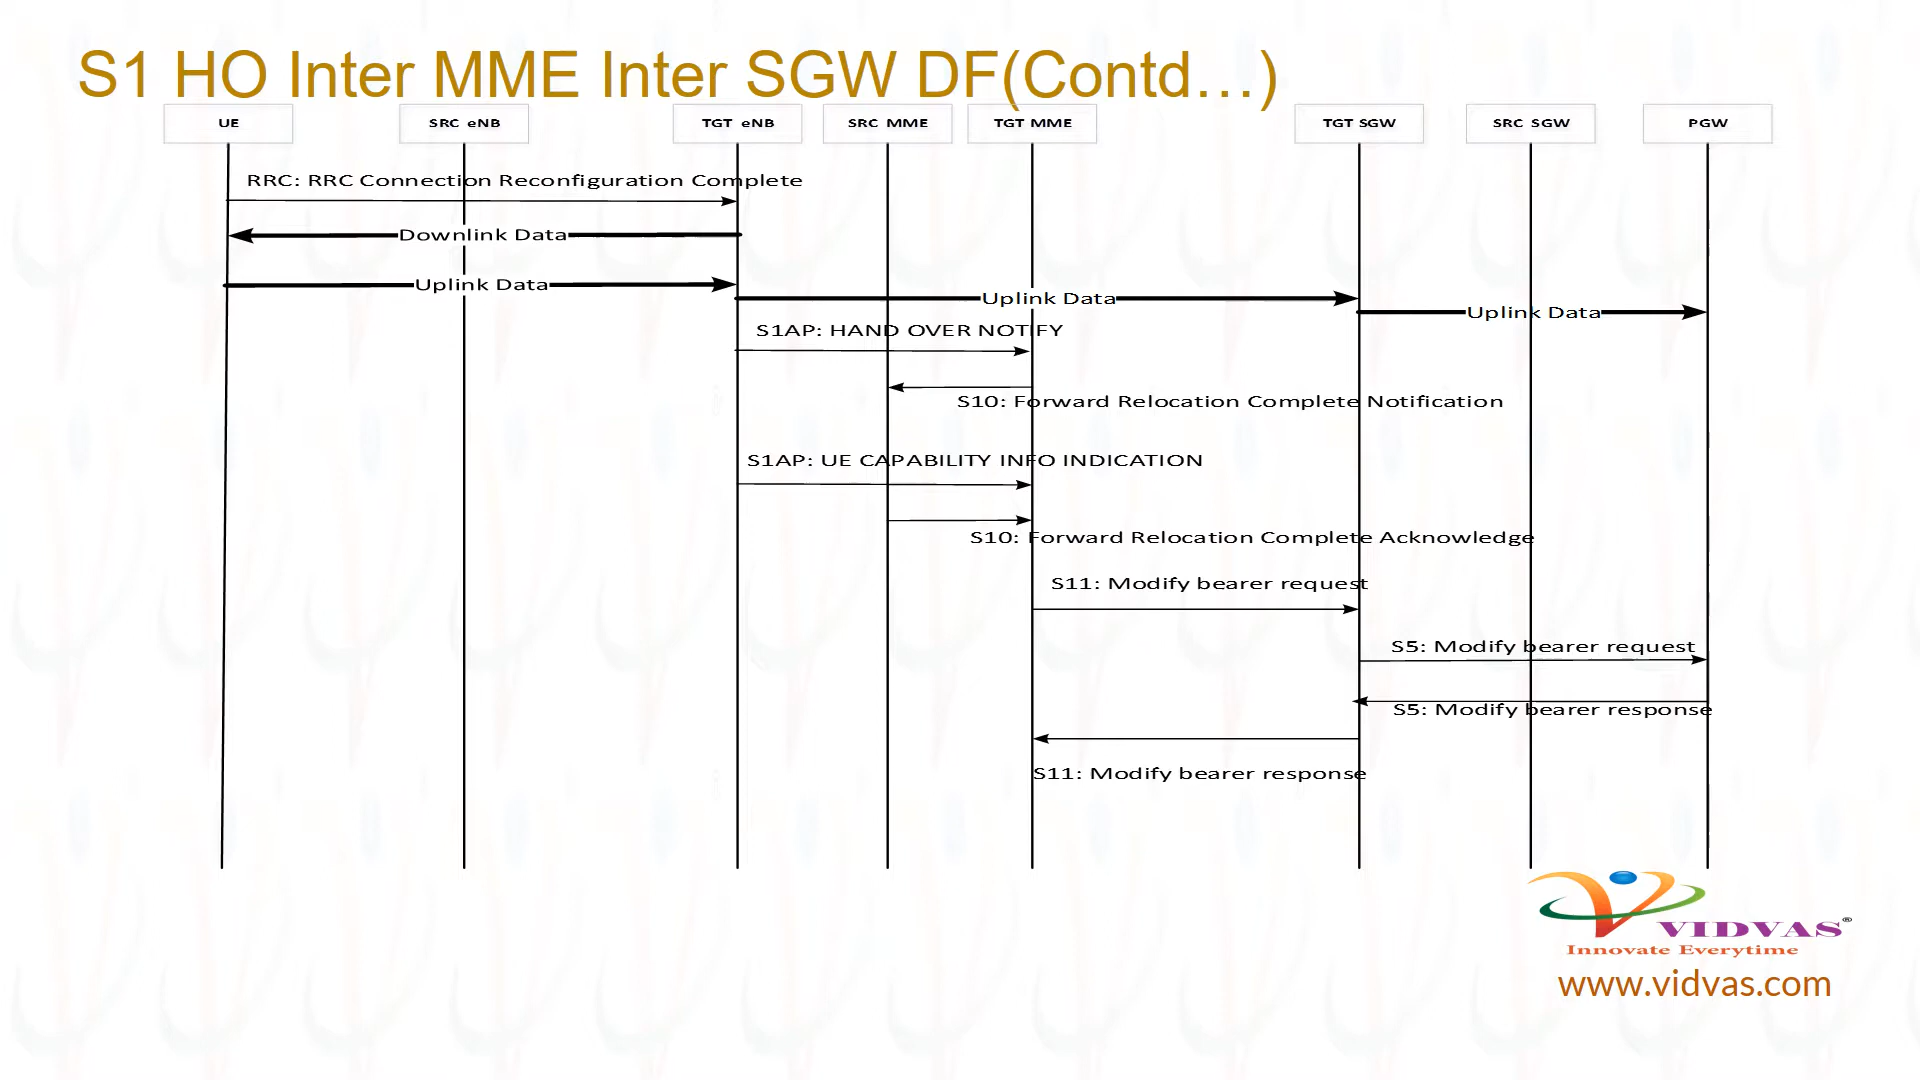 S1 HO Inter MME Inter SGW DF(Contd…)
UE SRC eNB TGT eNB SRC MME TGT MME TGT SGW SRC SGW PGW
RRC: RRC Connection Reconfiguration Complete
Downlink Data
Uplink Data
Uplink Data
Uplink Data
S1AP: HAND OVER NOTIFY
S10: Forward Relocation Complete Notification
S1AP: UE CAPABILITY INFO INDICATION
S10: Forward Relocation Complete Acknowledge
S11: Modify bearer request
S5: Modify bearer request
S5: Modify bearer response
S11: Modify bearer response
VIDVAS®
Innovate Everytime
www.vidvas.com